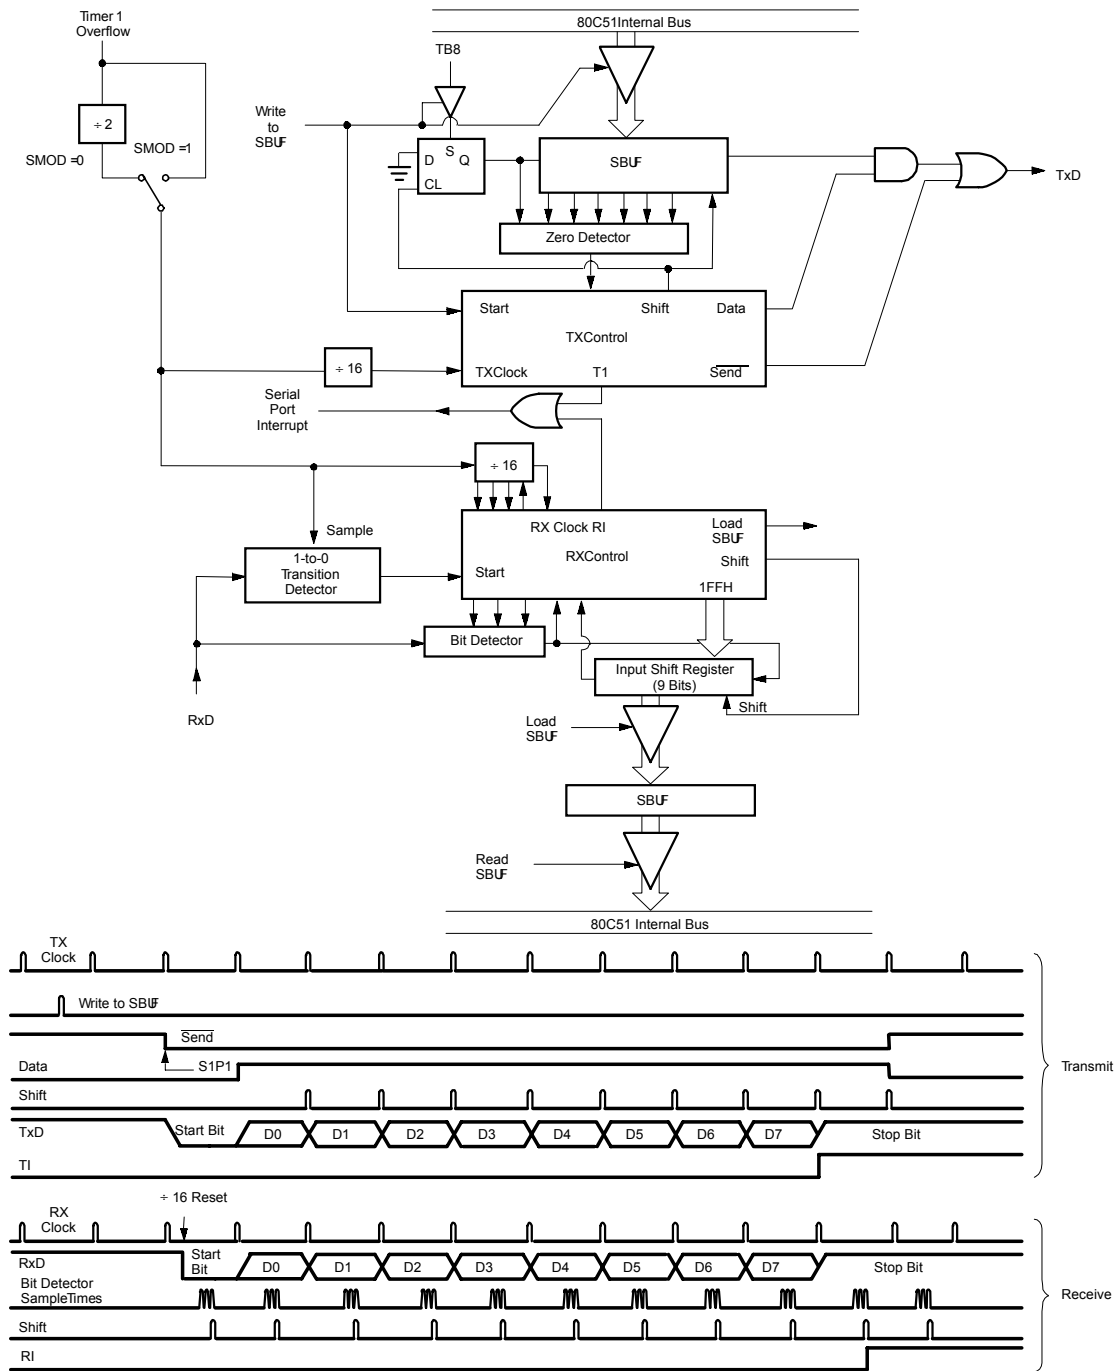 Timer 1
Overflow
80C51Internal Bus
TB8
÷ 2
SMOD =0
SMOD =1
Write
to
SBUF
D
S
Q
CL
SBUF
TxD
Zero Detector
Start
Shift
Data
TXControl
÷ 16
TXClock
T1
Send
Serial
Port
Interrupt
÷ 16
Sample
RX Clock RI
Load
SBUF
RXControl
Shift
1-to-0
Transition
Detector
Start
1FFH
Bit Detector
Input Shift Register
(9 Bits)
RxD
Shift
Load
SBUF
SBUF
Read
SBUF
80C51 Internal Bus
TX
Clock
Write to SBUF
Send
Data
S1P1
Transmit
Shift
TxD
Start Bit
D0
D1
D2
D3
D4
D5
D6
D7
Stop Bit
TI
÷ 16 Reset
RX
Clock
RxD
Start
Bit
D0
D1
D2
D3
D4
D5
D6
D7
Stop Bit
Bit Detector
SampleTimes
Receive
Shift
RI